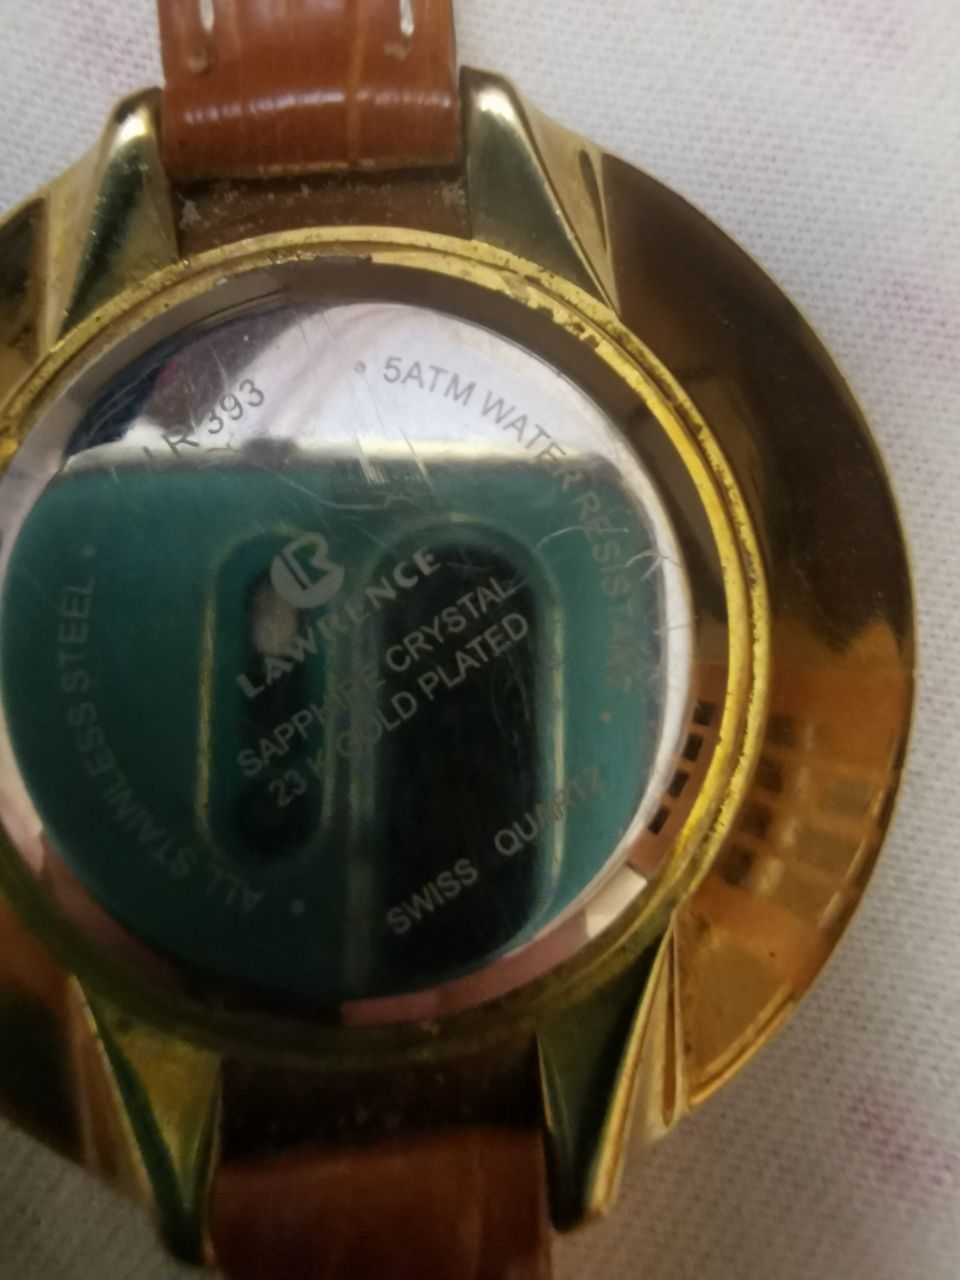 LR 393
5ATM WATER RESISTANT
LAWRENCE
SAPPHIRE CRYSTAL
23 K GOLD PLATED
SWISS QUARTZ
ALL STAINLESS STEEL